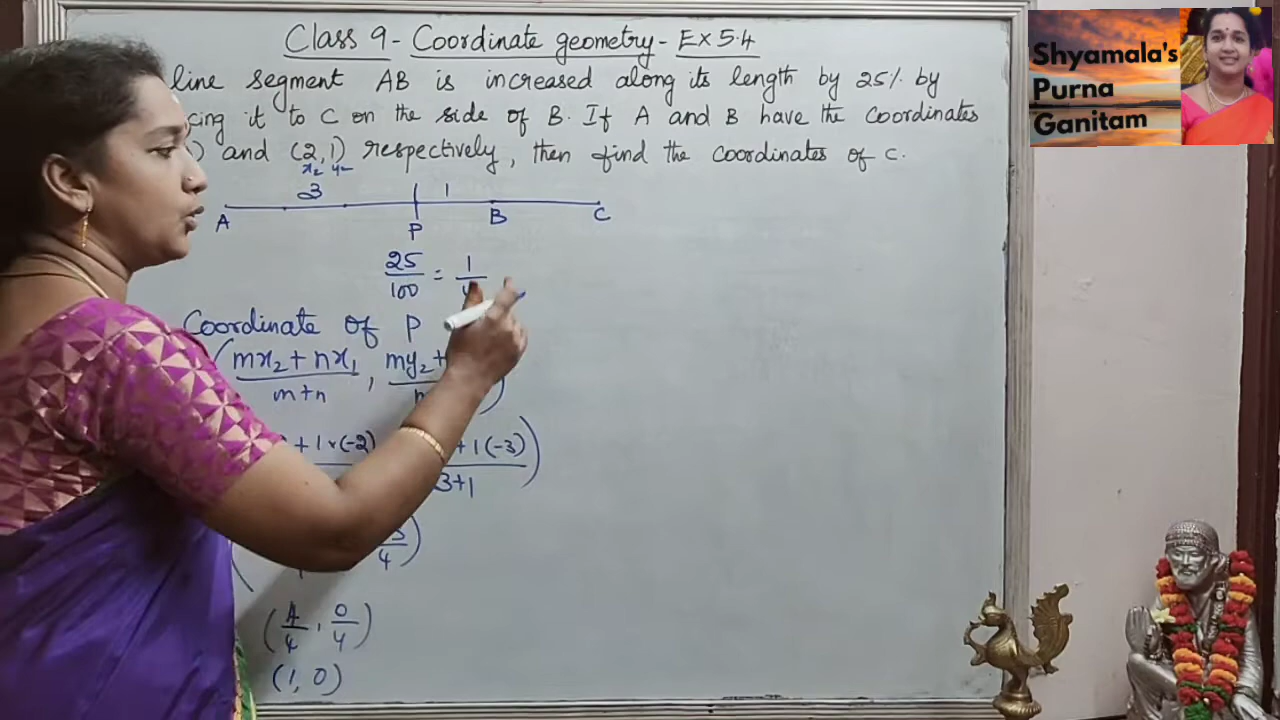 Class 9 - Coordinate geometry - Ex 5.4
line segment AB is increased along its length by 25% by
cing it to C on the side of B. If A and B have the coordinates
) and (2, 1) respectively, then find the coordinates of C.
x₂ y₂
3 1
A P B C
25/100 = 1/
Coordinate of P
(mx₂ + nx₁ / m+n , my₂ +
+ 1×(-2) + 1(-3) / 3+1)
/4)
(4/4 , 0/4)
(1, 0)
Shyamala's
Purna
Ganitam